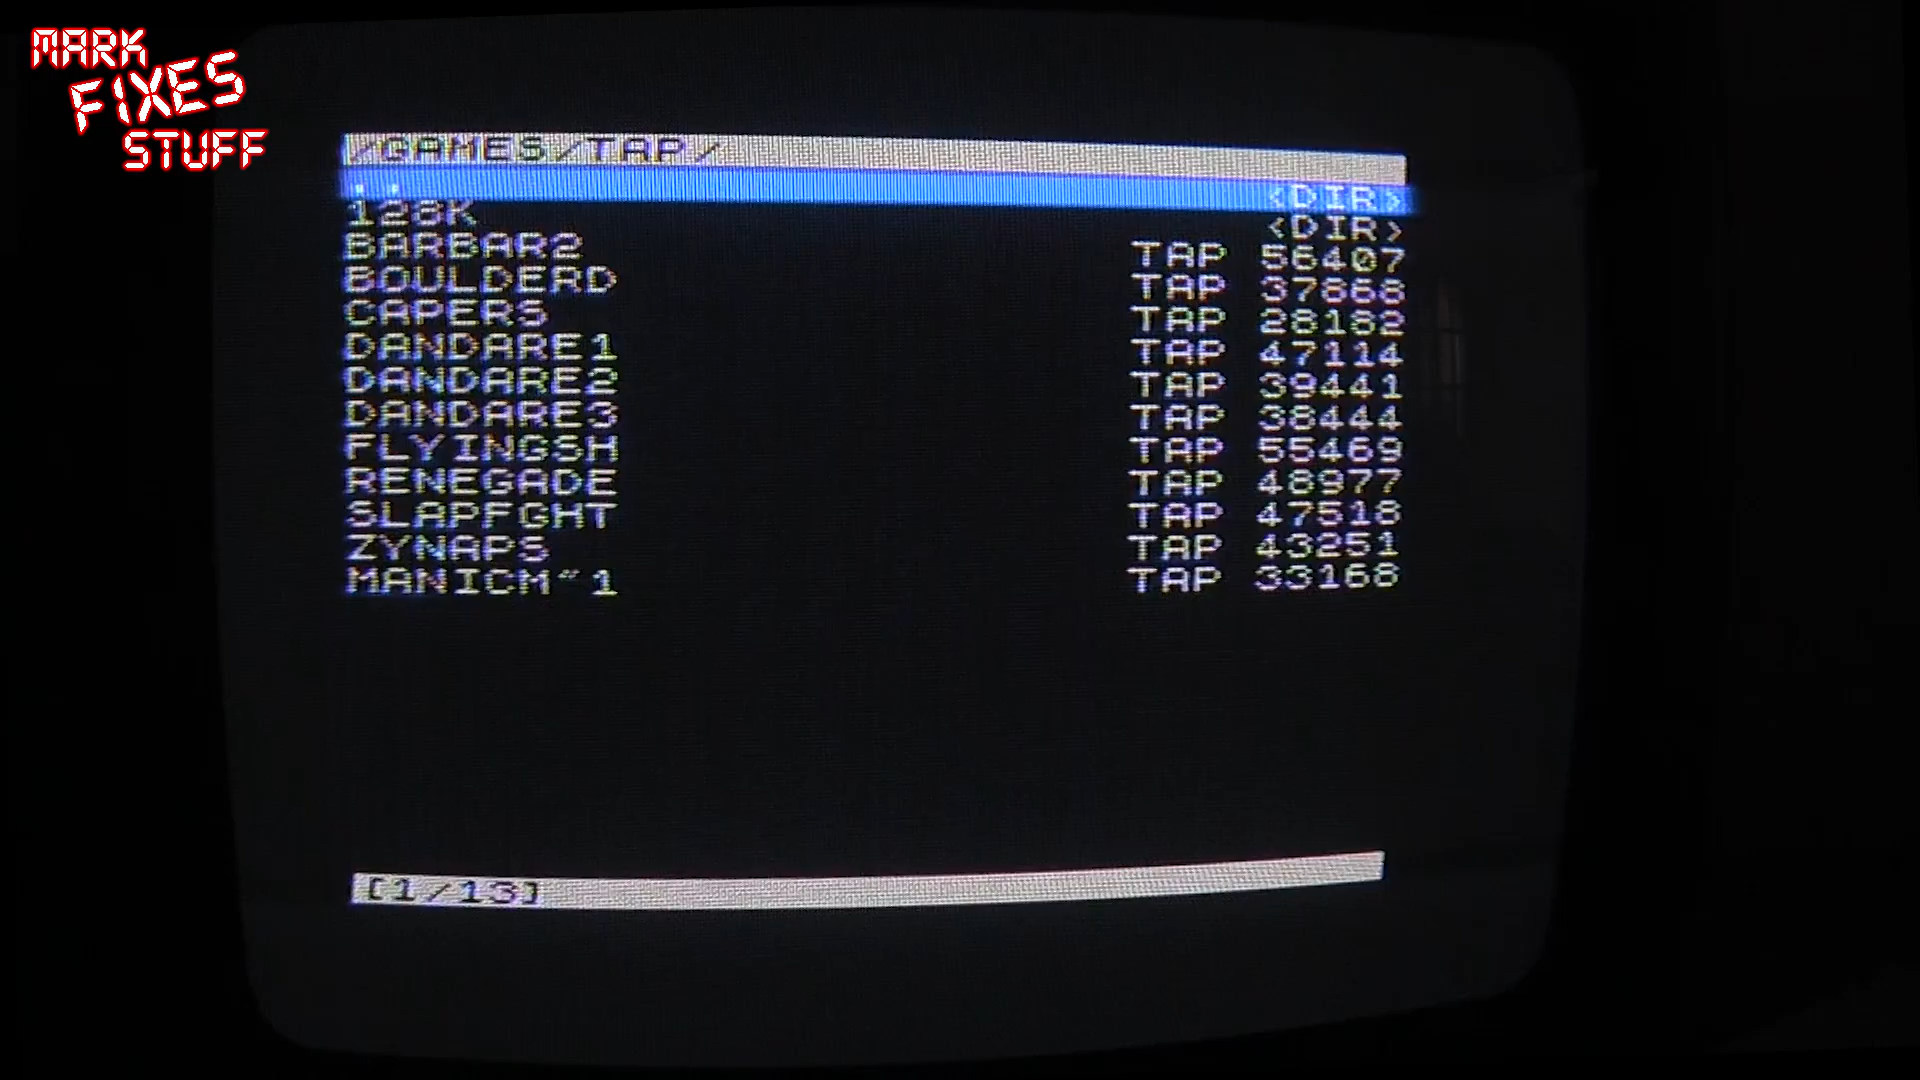 MARK
FIXES
STUFF
/GAMES/TAP/
.. <DIR>
128K <DIR>
BARBAR2 TAP 56407
BOULDERD TAP 37868
CAPERS TAP 28182
DANDARE1 TAP 47114
DANDARE2 TAP 39441
DANDARE3 TAP 38444
FLYINGSH TAP 55469
RENEGADE TAP 48977
SLAPFGHT TAP 47518
ZYNAPS TAP 43251
MANICM~1 TAP 33168
[1/13]